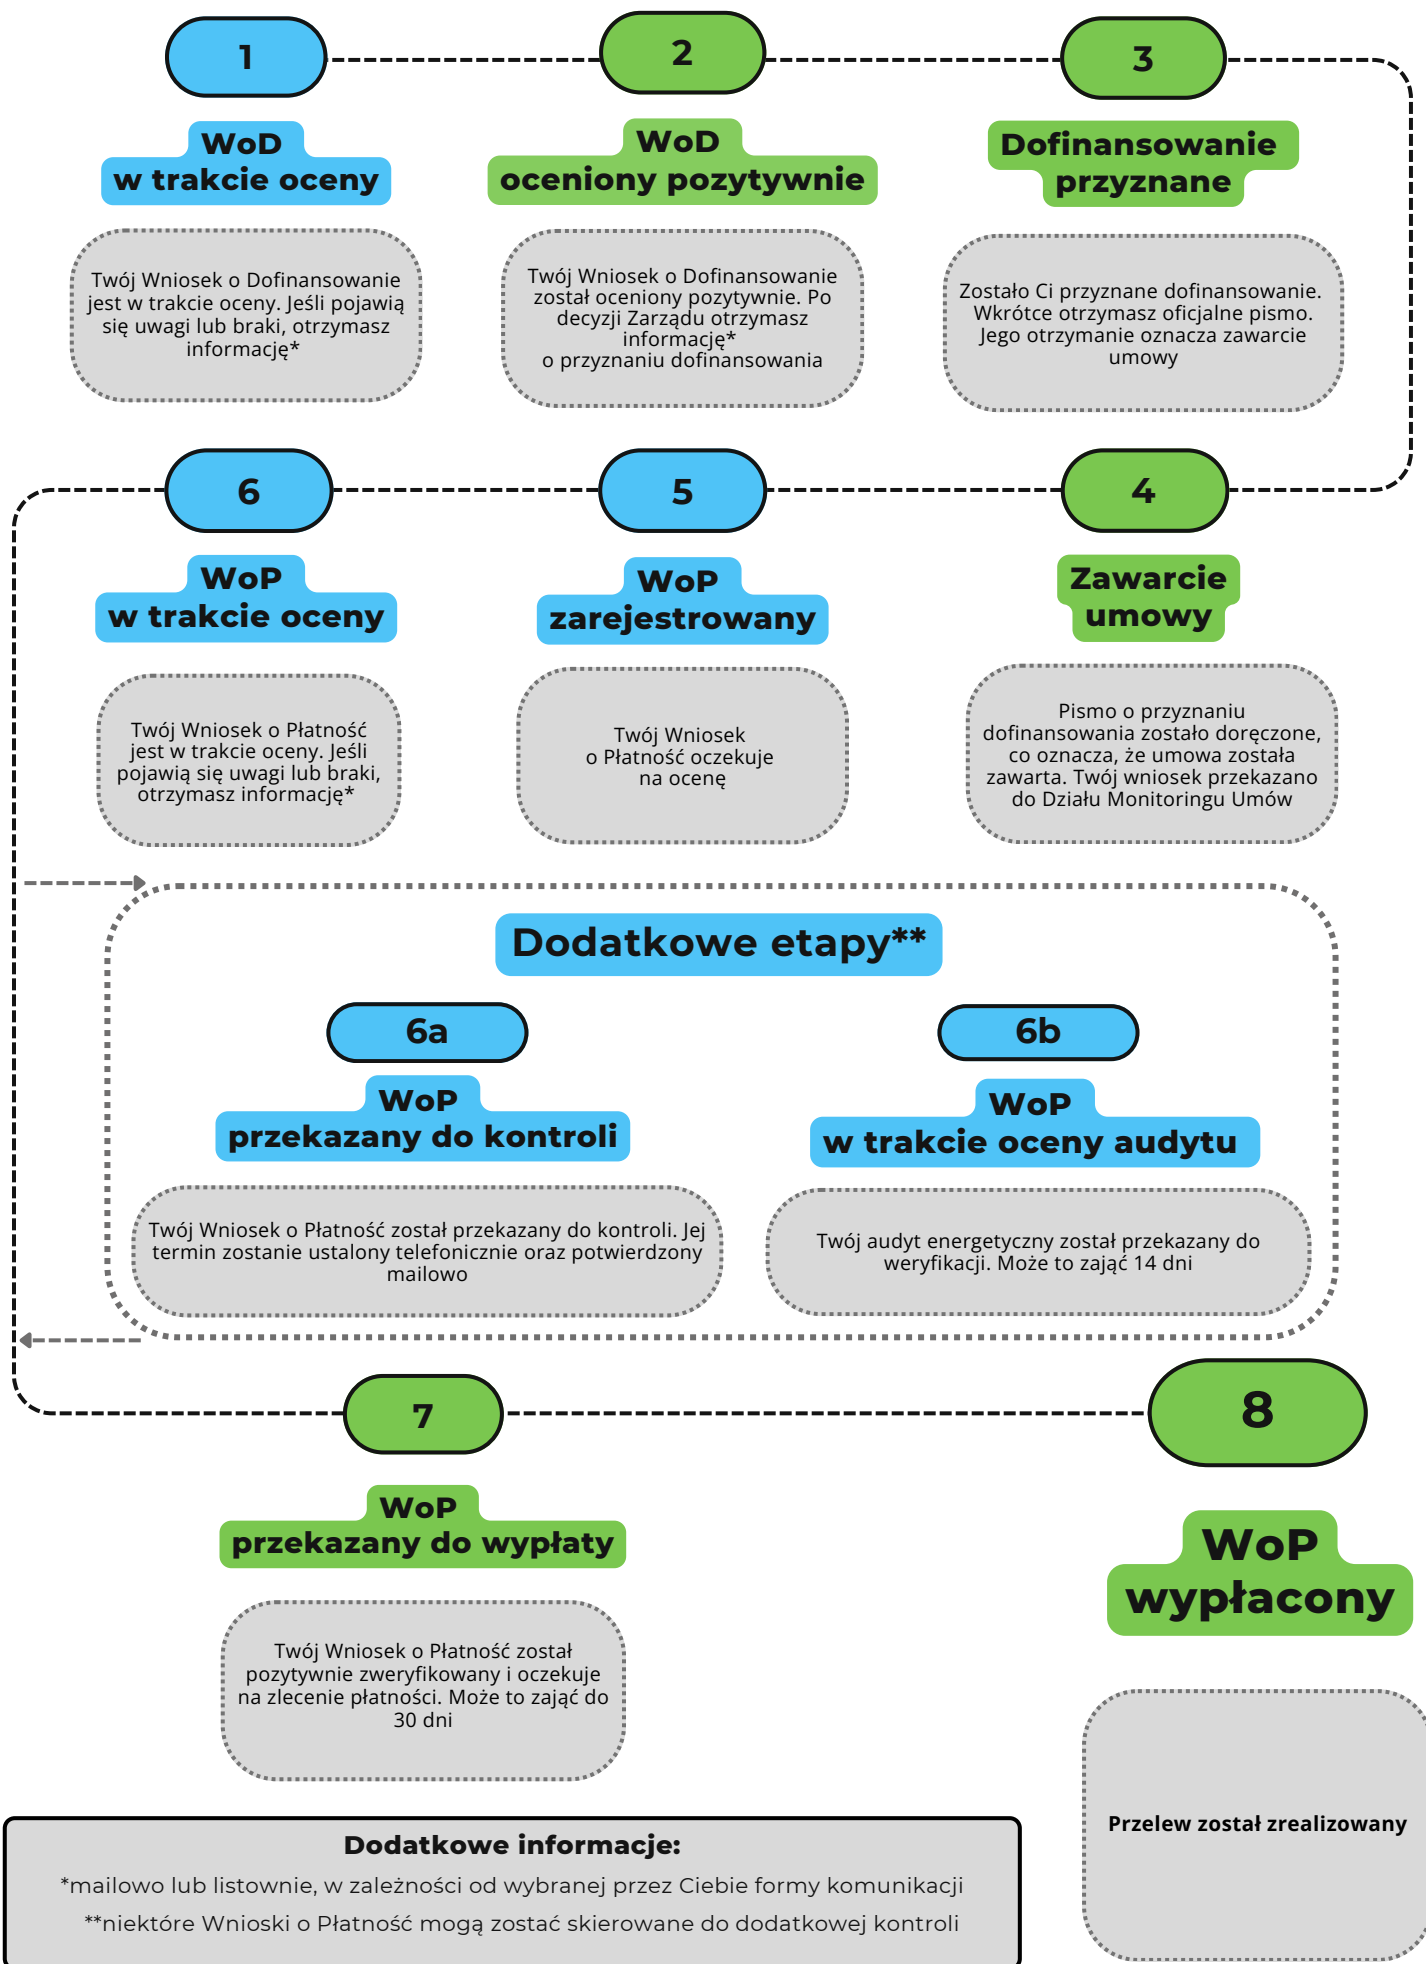 1
WoD
w trakcie oceny
Twój Wniosek o Dofinansowanie
jest w trakcie oceny. Jeśli pojawią
się uwagi lub braki, otrzymasz
informację*
2
WoD
oceniony pozytywnie
Twój Wniosek o Dofinansowanie
został oceniony pozytywnie. Po
decyzji Zarządu otrzymasz
informację*
o przyznaniu dofinansowania
3
Dofinansowanie
przyznane
Zostało Ci przyznane dofinansowanie.
Wkrótce otrzymasz oficjalne pismo.
Jego otrzymanie oznacza zawarcie
umowy
4
Zawarcie
umowy
Pismo o przyznaniu
dofinansowania zostało doręczone,
co oznacza, że umowa została
zawarta. Twój wniosek przekazano
do Działu Monitoringu Umów
5
WoP
zarejestrowany
Twój Wniosek
o Płatność oczekuje
na ocenę
6
WoP
w trakcie oceny
Twój Wniosek o Płatność
jest w trakcie oceny. Jeśli
pojawią się uwagi lub braki,
otrzymasz informację*
Dodatkowe etapy**
6a
WoP
przekazany do kontroli
Twój Wniosek o Płatność został przekazany do kontroli. Jej
termin zostanie ustalony telefonicznie oraz potwierdzony
mailowo
6b
WoP
w trakcie oceny audytu
Twój audyt energetyczny został przekazany do
weryfikacji. Może to zająć 14 dni
7
WoP
przekazany do wypłaty
Twój Wniosek o Płatność został
pozytywnie zweryfikowany i oczekuje
na zlecenie płatności. Może to zająć do
30 dni
8
WoP
wypłacony
Przelew został zrealizowany
Dodatkowe informacje:
*mailowo lub listownie, w zależności od wybranej przez Ciebie formy komunikacji
**niektóre Wnioski o Płatność mogą zostać skierowane do dodatkowej kontroli